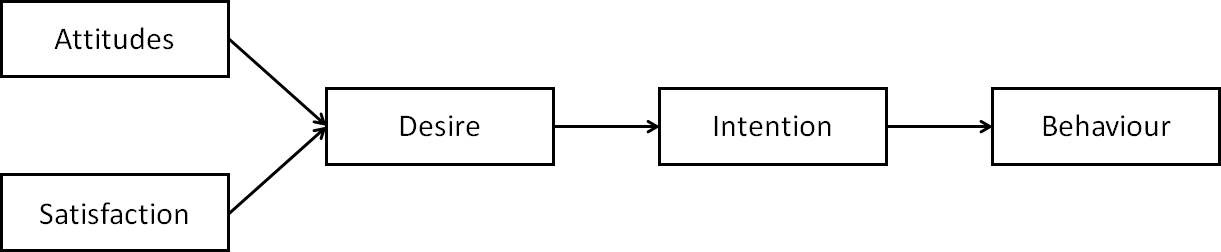 Attitudes
Satisfaction
Desire
Intention
Behaviour